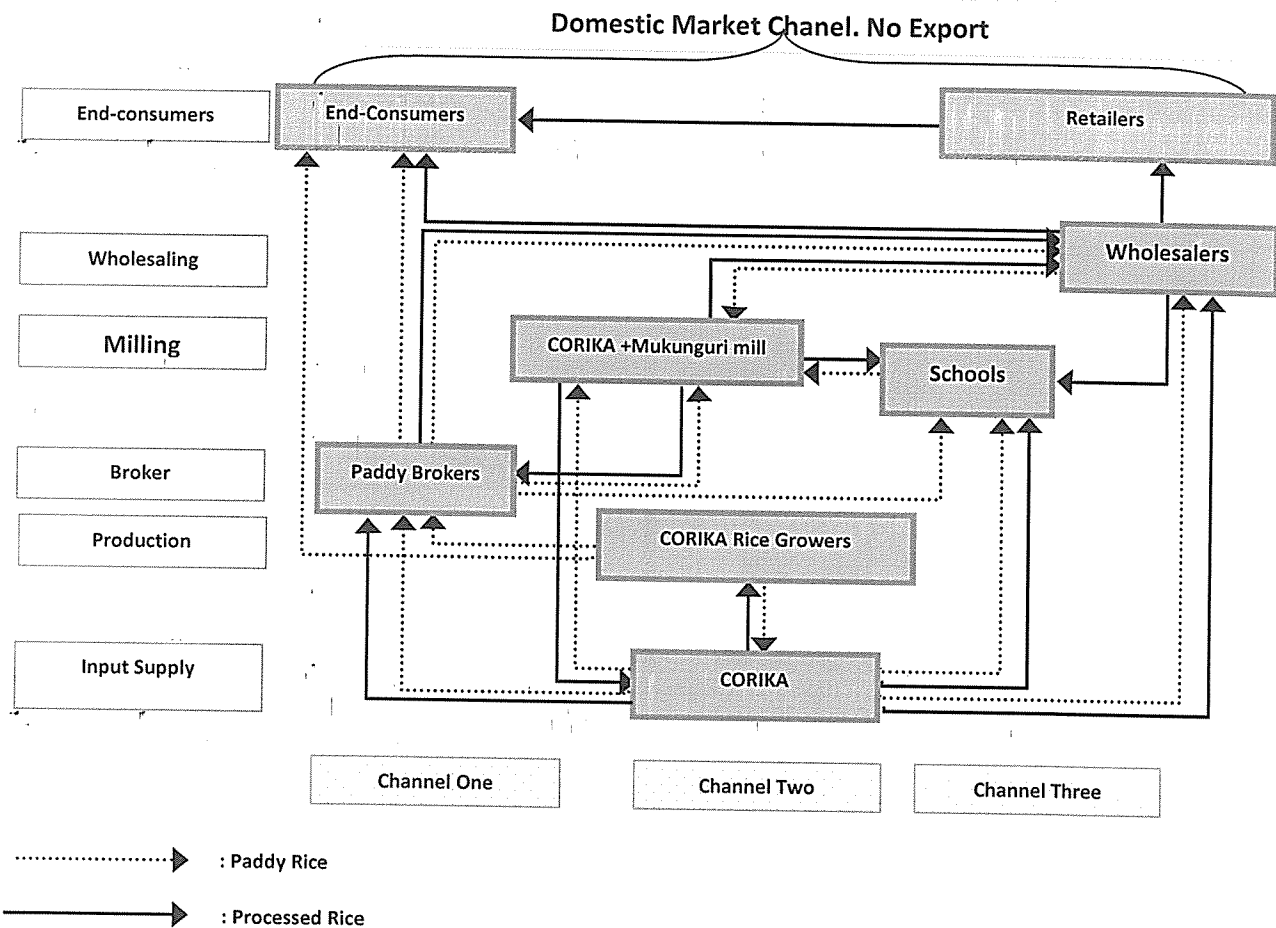 Domestic Market Chanel. No Export
End-consumers
End-Consumers
Retailers
Wholesaling
Wholesalers
Milling
CORIKA +Mukunguri mill
Schools
Broker
Paddy Brokers
Production
CORIKA Rice Growers
Input Supply
CORIKA
Channel One
Channel Two
Channel Three
: Paddy Rice
: Processed Rice